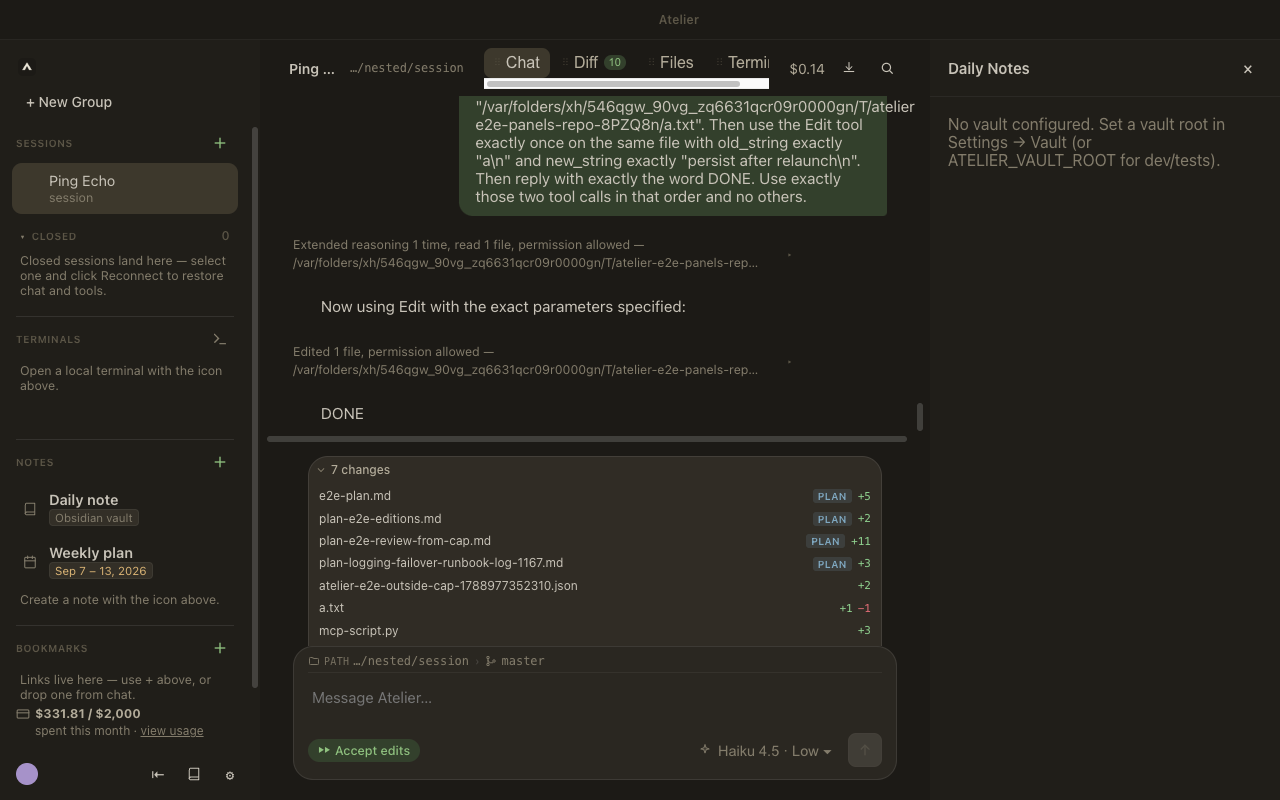 Atelier
+ New Group
SESSIONS
Ping Echo
session
CLOSED 0
Closed sessions land here — select
one and click Reconnect to restore
chat and tools.
TERMINALS
Open a local terminal with the icon
above.
NOTES
Daily note
Obsidian vault
Weekly plan
Sep 7 – 13, 2026
Create a note with the icon above.
BOOKMARKS
Links live here — use + above, or
drop one from chat.
$331.81 / $2,000
spent this month · view usage
Ping ... …/nested/session
Chat Diff 10 Files Termi
$0.14
"/var/folders/xh/546qgw_90vg_zq6631qcr09r0000gn/T/atelier
e2e-panels-repo-8PZQ8n/a.txt". Then use the Edit tool
exactly once on the same file with old_string exactly
"a\n" and new_string exactly "persist after relaunch\n".
Then reply with exactly the word DONE. Use exactly
those two tool calls in that order and no others.
Extended reasoning 1 time, read 1 file, permission allowed —
/var/folders/xh/546qgw_90vg_zq6631qcr09r0000gn/T/atelier-e2e-panels-rep...
Now using Edit with the exact parameters specified:
Edited 1 file, permission allowed —
/var/folders/xh/546qgw_90vg_zq6631qcr09r0000gn/T/atelier-e2e-panels-rep...
DONE
7 changes
e2e-plan.md PLAN +5
plan-e2e-editions.md PLAN +2
plan-e2e-review-from-cap.md PLAN +11
plan-logging-failover-runbook-log-1167.md PLAN +3
atelier-e2e-outside-cap-1788977352310.json +2
a.txt +1 −1
mcp-script.py +3
PATH …/nested/session › master
Message Atelier...
Accept edits
Haiku 4.5 · Low
Daily Notes
No vault configured. Set a vault root in
Settings → Vault (or
ATELIER_VAULT_ROOT for dev/tests).